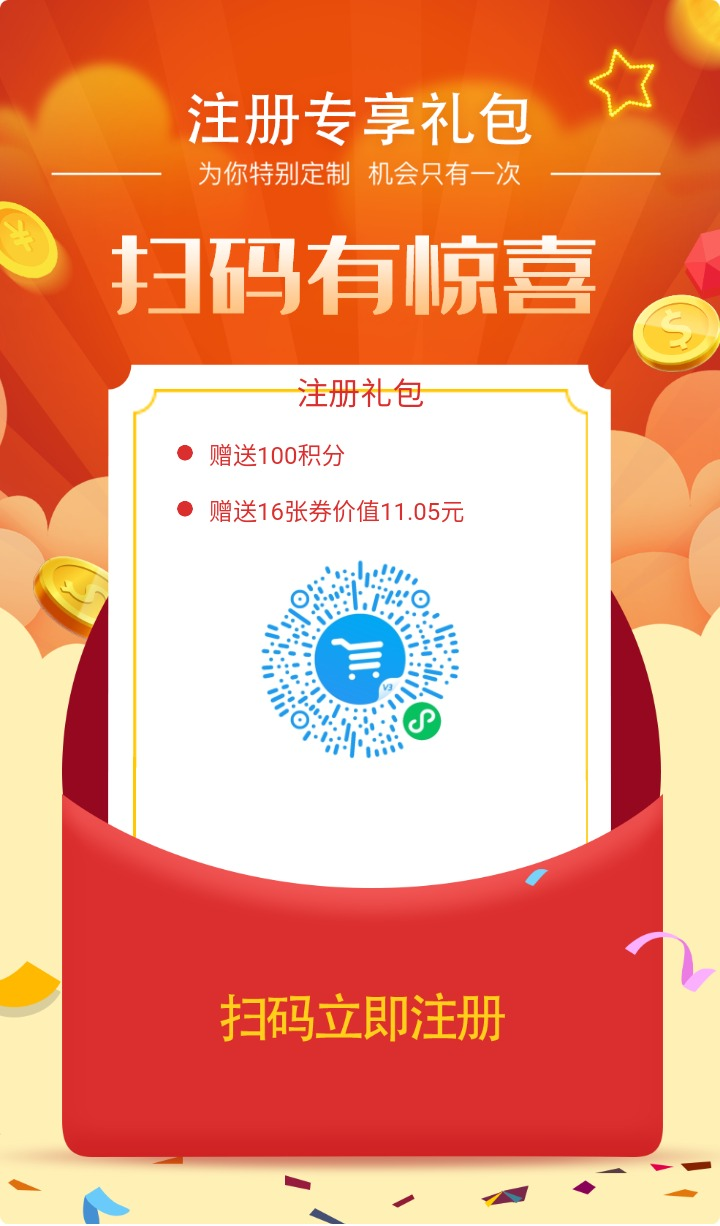 注册专享礼包
为你特别定制 机会只有一次
扫码有惊喜
注册礼包
赠送100积分
赠送16张券价值11.05元
V3
扫码立即注册